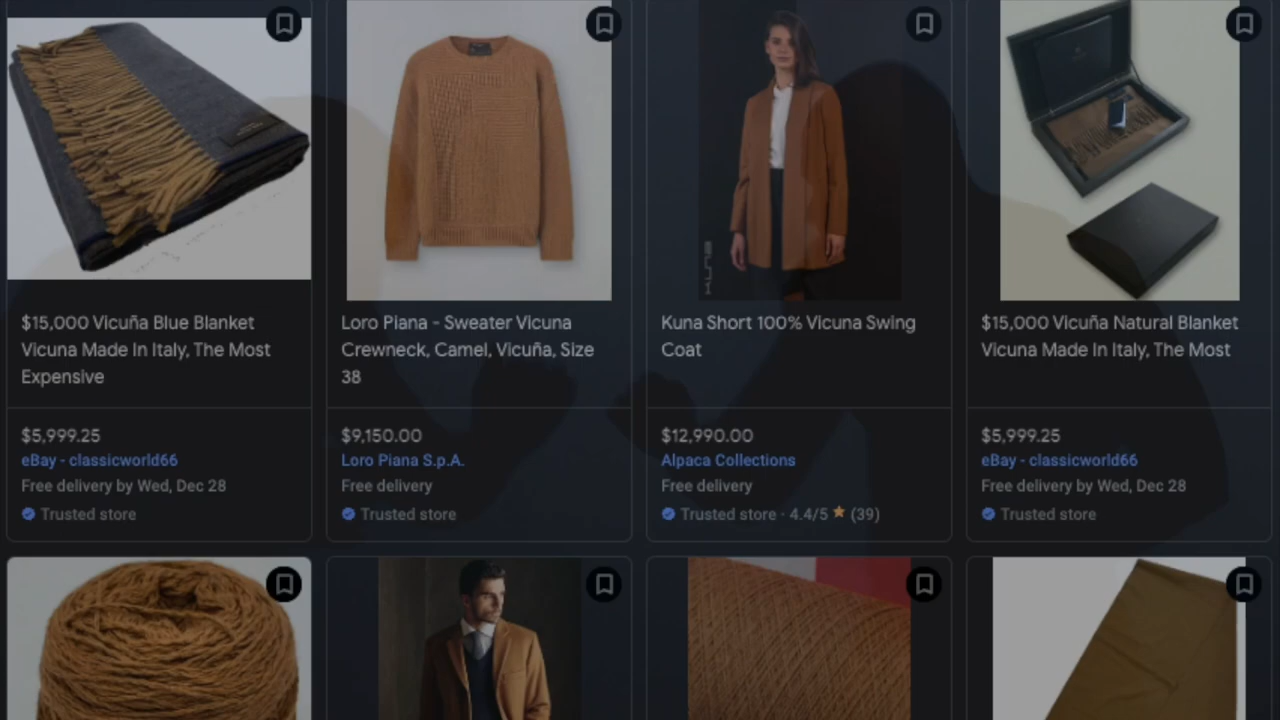 $15,000 Vicuña Blue Blanket
Vicuna Made In Italy, The Most
Expensive
$5,999.25
eBay - classicworld66
Free delivery by Wed, Dec 28
Trusted store
Loro Piana - Sweater Vicuna
Crewneck, Camel, Vicuña, Size
38
$9,150.00
Loro Piana S.p.A.
Free delivery
Trusted store
KUNA
Kuna Short 100% Vicuna Swing
Coat
$12,990.00
Alpaca Collections
Free delivery
Trusted store · 4.4/5 ★ (39)
$15,000 Vicuña Natural Blanket
Vicuna Made In Italy, The Most
$5,999.25
eBay - classicworld66
Free delivery by Wed, Dec 28
Trusted store